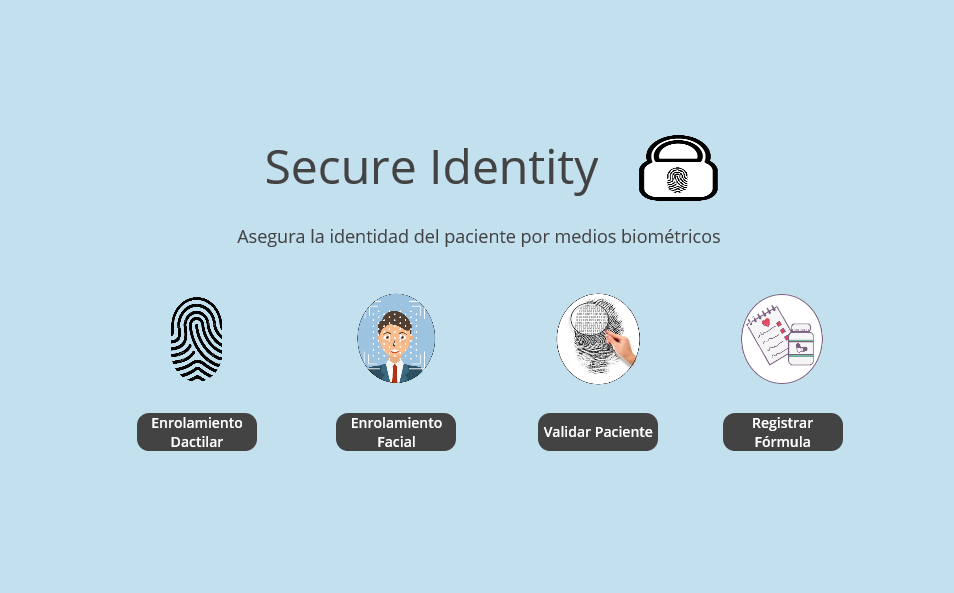 Secure Identity
Asegura la identidad del paciente por medios biométricos
Enrolamiento
Dactilar
Enrolamiento
Facial
Validar Paciente
Registrar
Fórmula